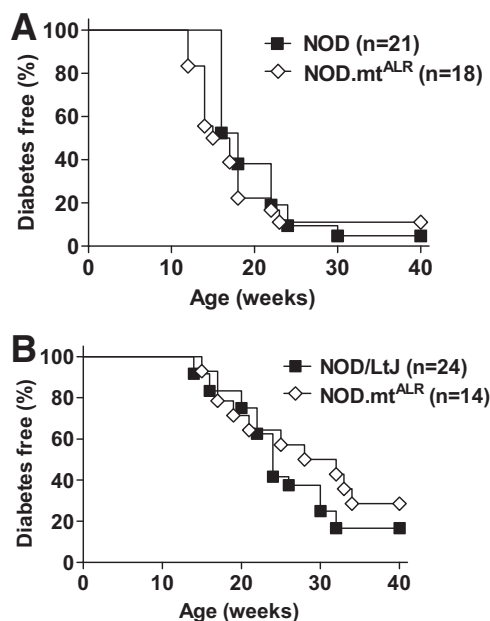 A
Diabetes free (%)
100
80
60
40
20
0
NOD (n=21)
NOD.mtᴬᴸᴿ (n=18)
0 10 20 30 40
Age (weeks)
B
Diabetes free (%)
100
80
60
40
20
0
NOD/LtJ (n=24)
NOD.mtᴬᴸᴿ (n=14)
0 10 20 30 40
Age (weeks)